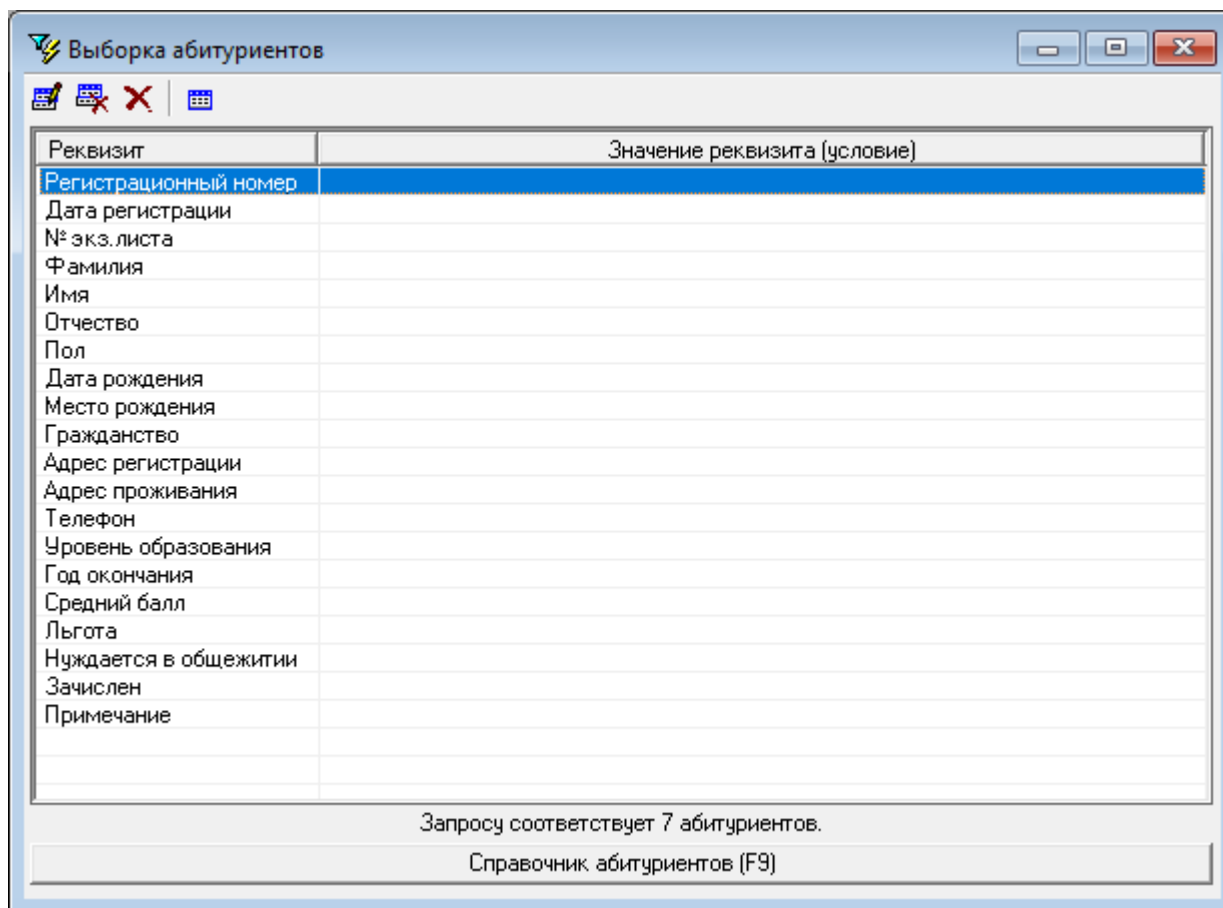 Выборка абитуриентов
Реквизит Значение реквизита (условие)
Регистрационный номер
Дата регистрации
№ экз.листа
Фамилия
Имя
Отчество
Пол
Дата рождения
Место рождения
Гражданство
Адрес регистрации
Адрес проживания
Телефон
Уровень образования
Год окончания
Средний балл
Льгота
Нуждается в общежитии
Зачислен
Примечание
Запросу соответствует 7 абитуриентов.
Справочник абитуриентов (F9)